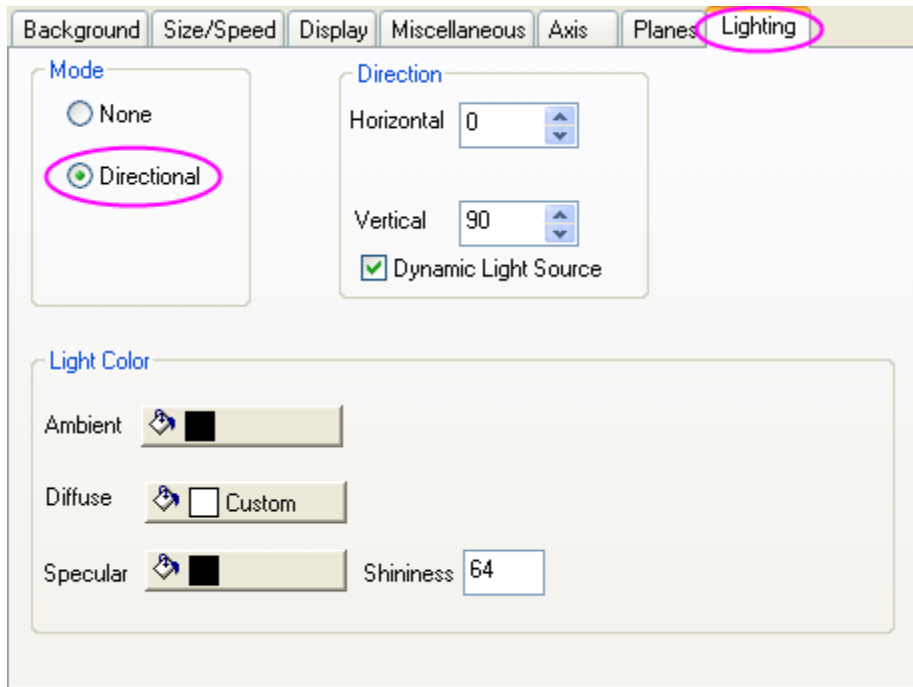 Background Size/Speed Display Miscellaneous Axis Planes Lighting
Mode
None
Directional
Direction
Horizontal 0
Vertical 90
Dynamic Light Source
Light Color
Ambient
Diffuse Custom
Specular Shininess 64